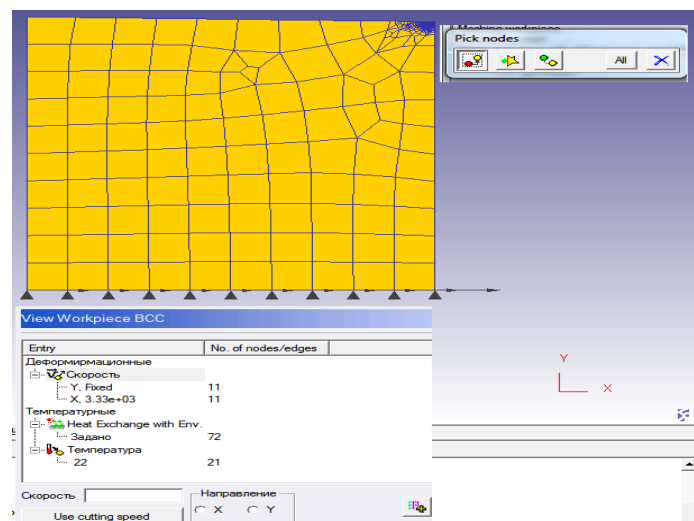 Pick nodes
All
Y
X
View Workpiece BCC
Entry No. of nodes/edges
Деформирмационные
Скорость
Y, Fixed 11
X, 3.33e+03 11
Температурные
Heat Exchange with Env.
Задано 72
Температура
22 21
Скорость Направление
Use cutting speed X Y